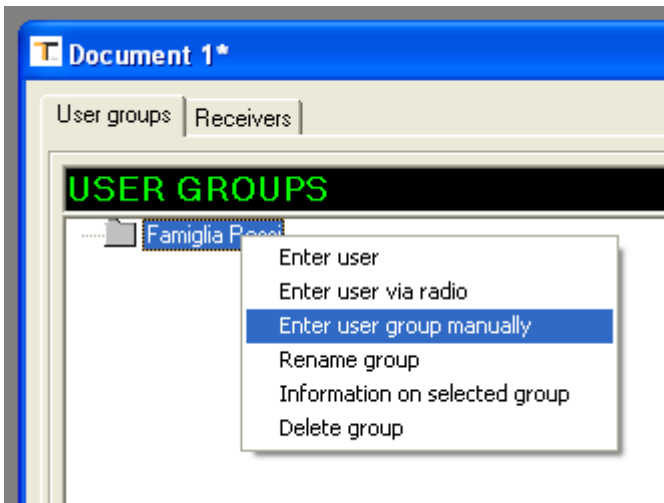 Document 1*
User groups
Receivers
USER GROUPS
Famiglia
Enter user
Enter user via radio
Enter user group manually
Rename group
Information on selected group
Delete group